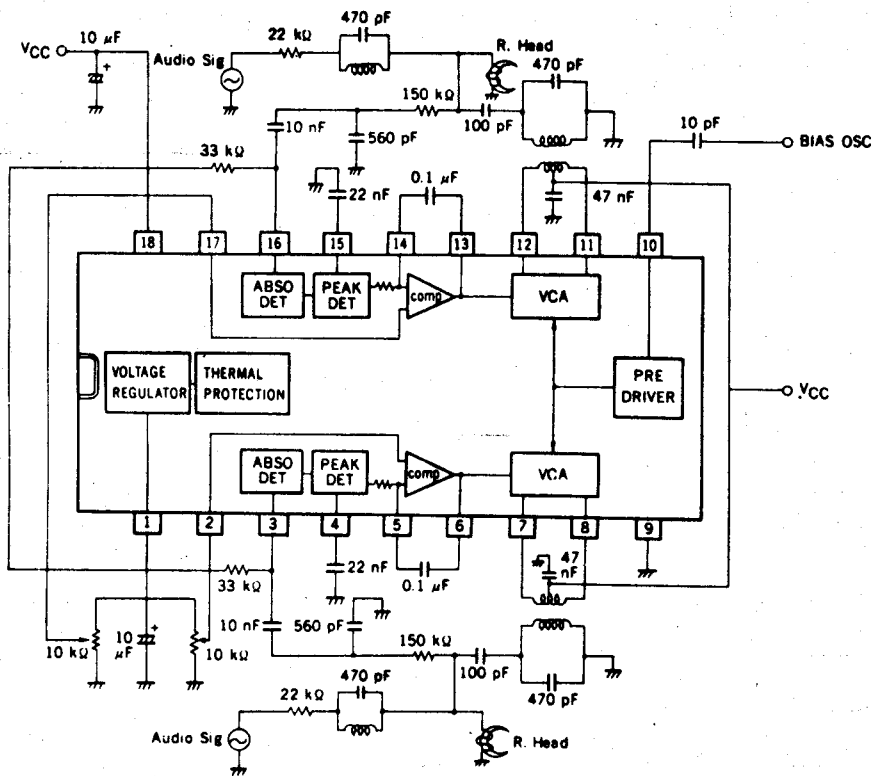 470 pF
10 μF
22 kΩ
R. Head
VCC
Audio Sig
470 pF
150 kΩ
10 nF
100 pF
10 pF
560 pF
BIAS OSC
33 kΩ
0.1 μF
22 nF
47 nF
18
17
16
15
14
13
12
11
10
ABSO DET
PEAK DET
comp
VCA
VOLTAGE REGULATOR
THERMAL PROTECTION
PRE DRIVER
VCC
ABSO DET
PEAK DET
comp
VCA
1
2
3
4
5
6
7
8
9
33 kΩ
22 nF
0.1 μF
47 nF
10 nF
560 pF
150 kΩ
10 kΩ
10 μF
10 kΩ
100 pF
470 pF
470 pF
22 kΩ
Audio Sig
R. Head